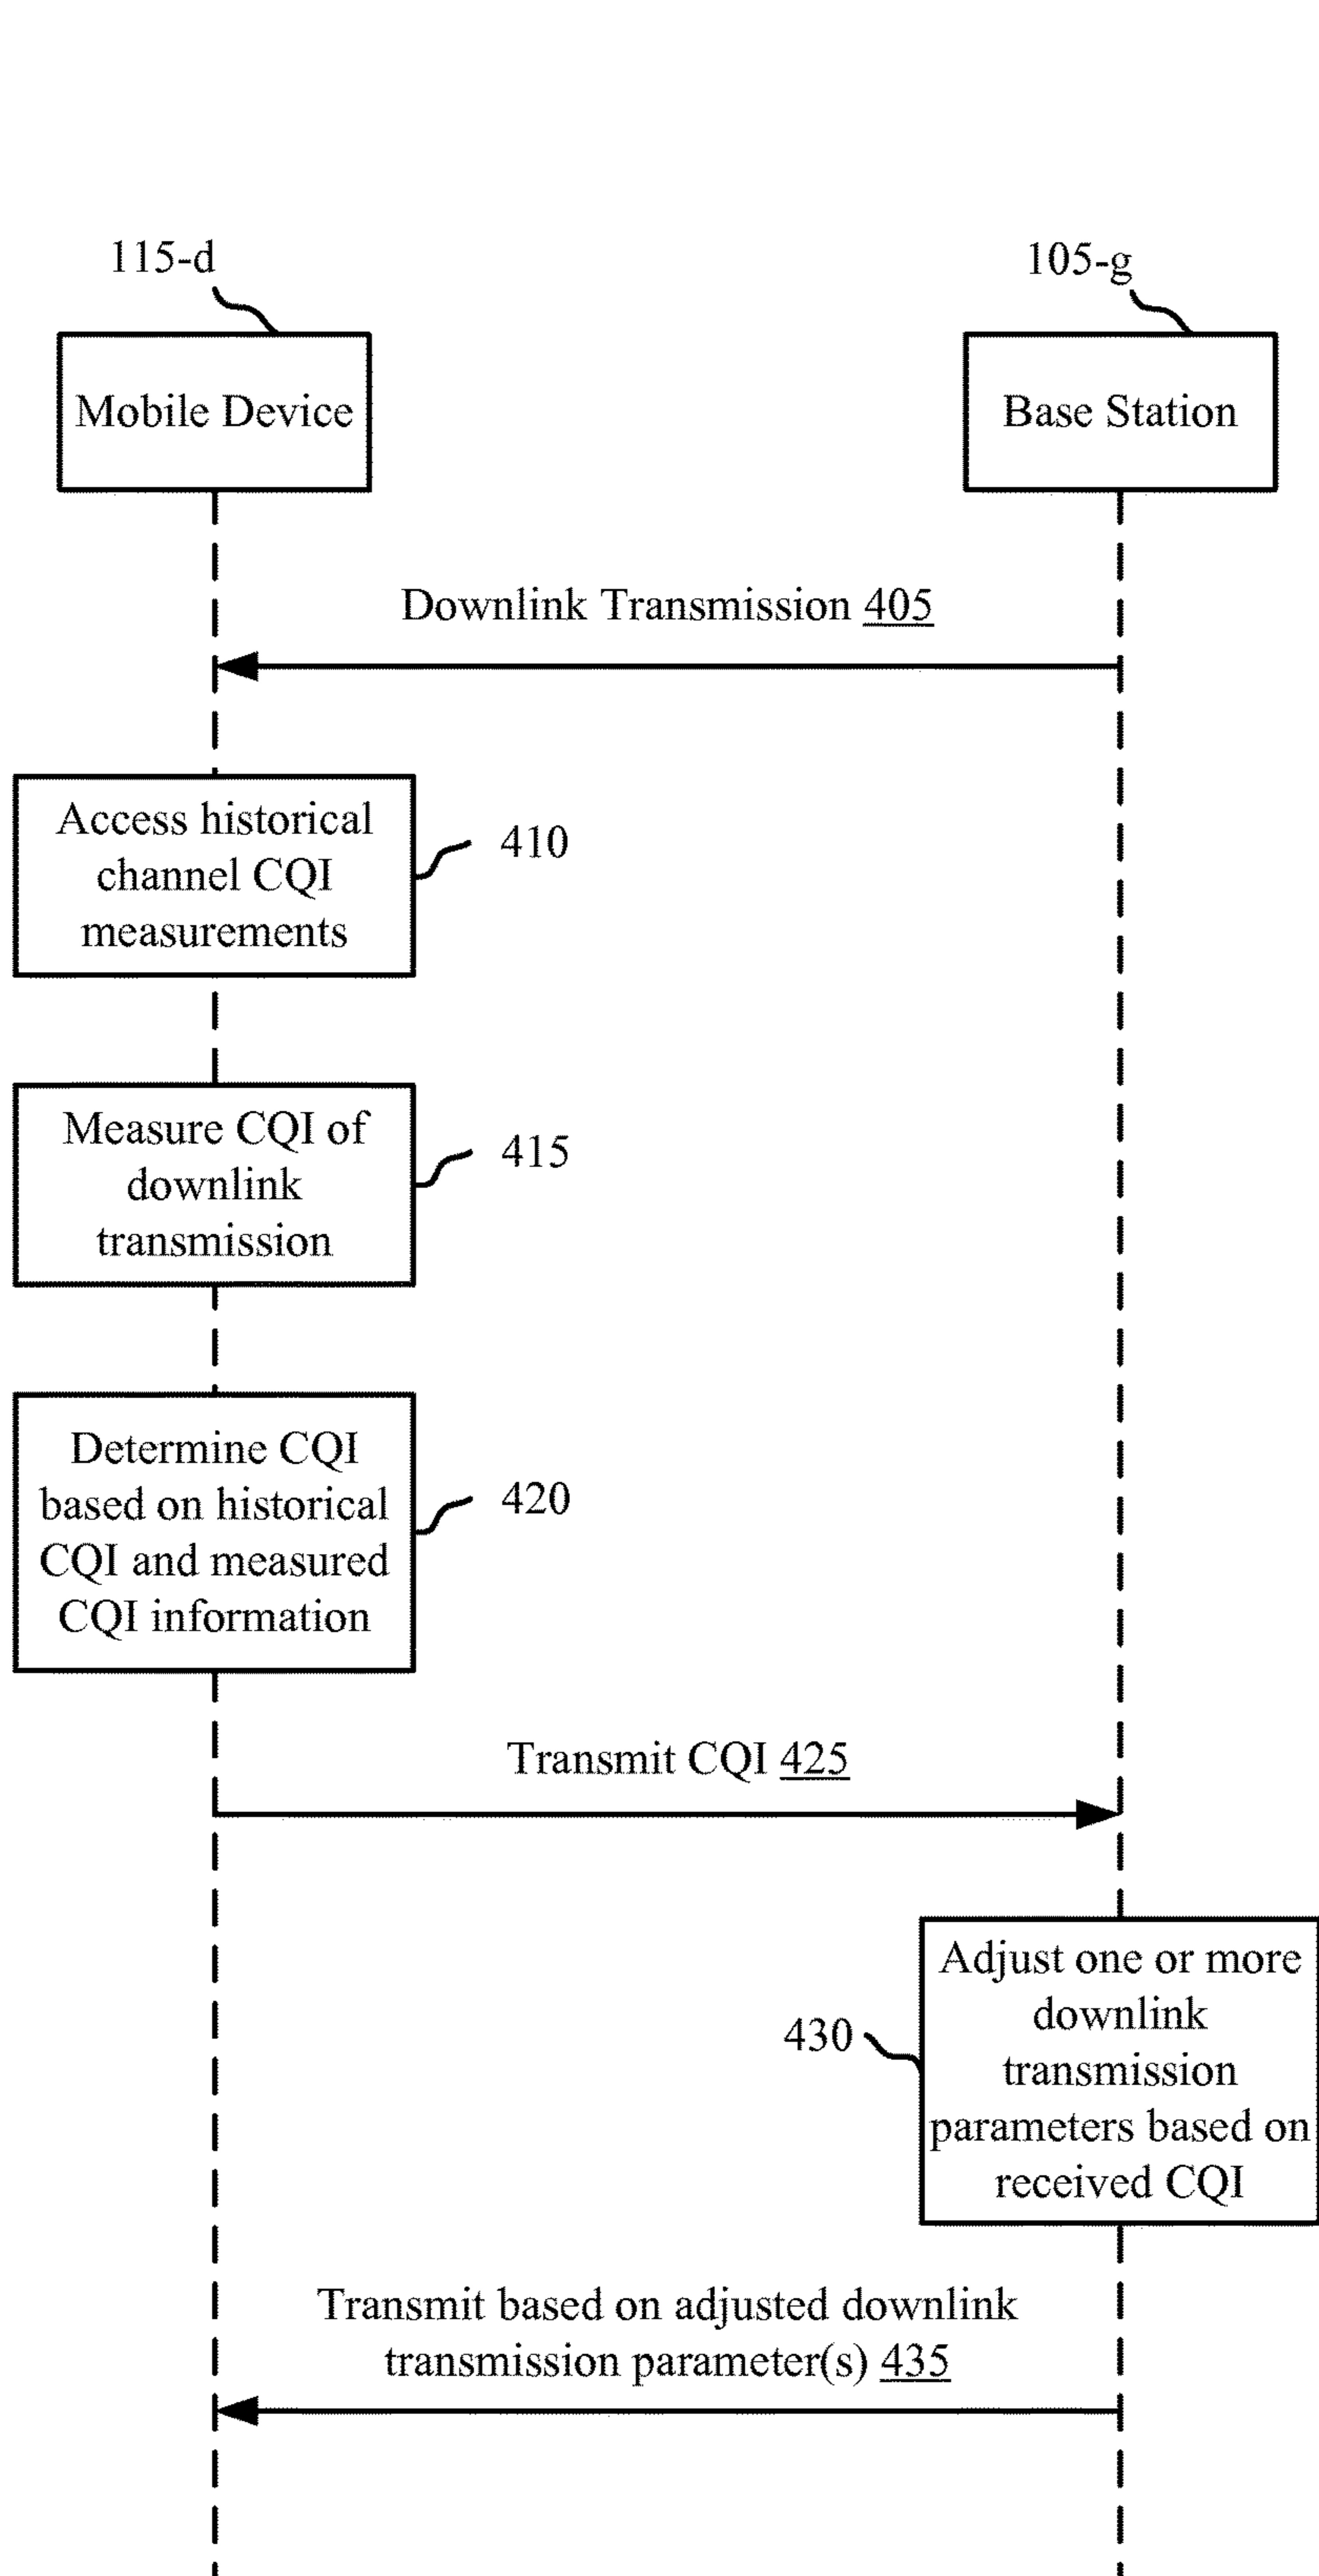 115-d
105-g
Mobile Device
Base Station
Downlink Transmission 405
Access historical
channel CQI
measurements
410
Measure CQI of
downlink
transmission
415
Determine CQI
based on historical
CQI and measured
CQI information
420
Transmit CQI 425
Adjust one or more
downlink
transmission
parameters based on
received CQI
430
Transmit based on adjusted downlink
transmission parameter(s) 435